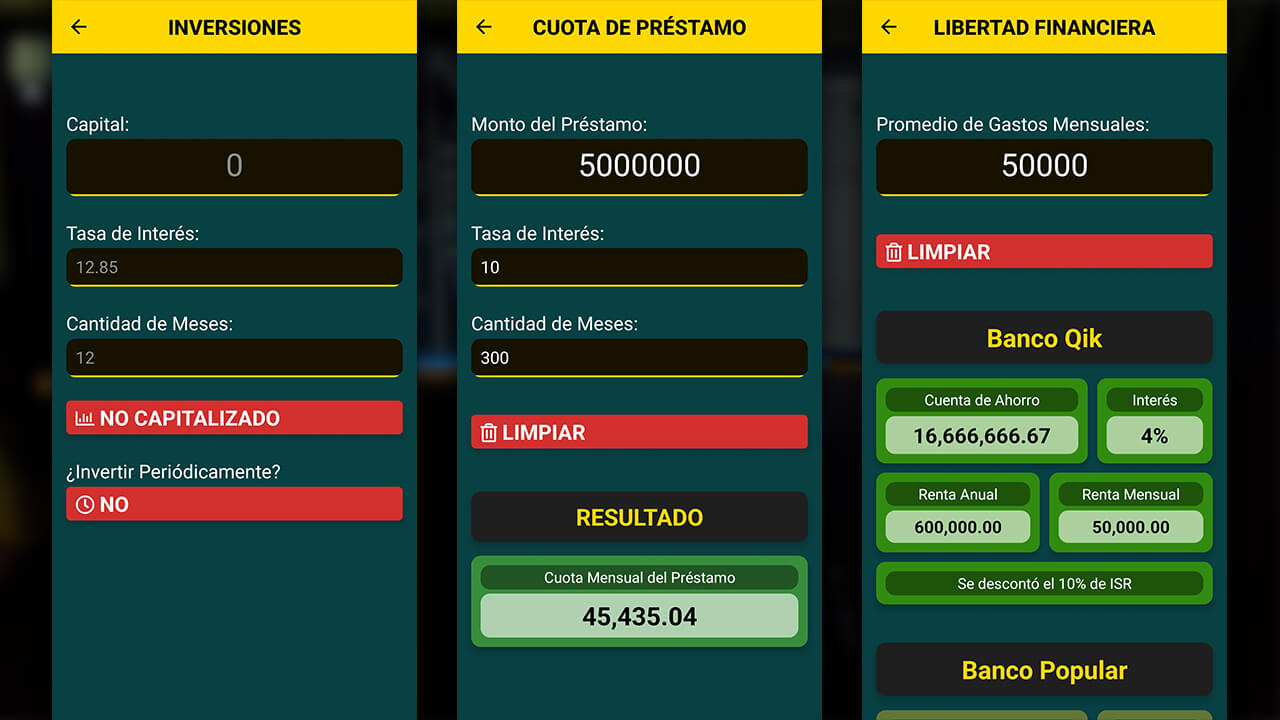 INVERSIONES
Capital:
0
Tasa de Interés:
12.85
Cantidad de Meses:
12
NO CAPITALIZADO
¿Invertir Periódicamente?
NO
CUOTA DE PRÉSTAMO
Monto del Préstamo:
5000000
Tasa de Interés:
10
Cantidad de Meses:
300
LIMPIAR
RESULTADO
Cuota Mensual del Préstamo
45,435.04
LIBERTAD FINANCIERA
Promedio de Gastos Mensuales:
50000
LIMPIAR
Banco Qik
Cuenta de Ahorro
16,666,666.67
Interés
4%
Renta Anual
600,000.00
Renta Mensual
50,000.00
Se descontó el 10% de ISR
Banco Popular